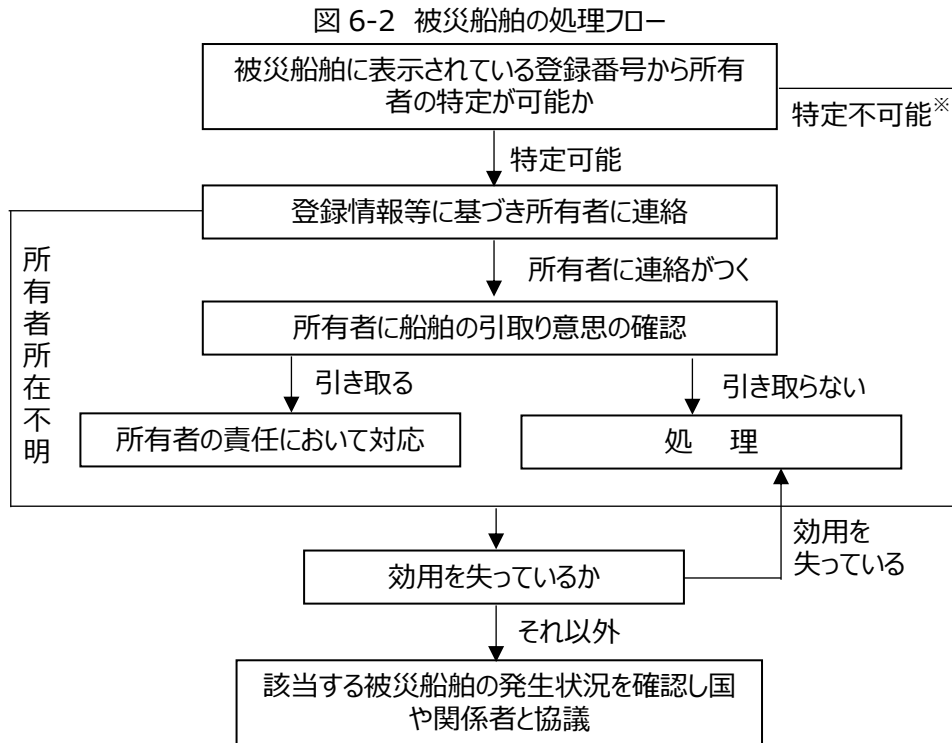 図 6-2 被災船舶の処理フロー
被災船舶に表示されている登録番号から所有
者の特定が可能か
特定不可能※
特定可能
登録情報等に基づき所有者に連絡
所有者所在不明
所有者に連絡がつく
所有者に船舶の引取り意思の確認
引き取る
引き取らない
所有者の責任において対応
処 理
効用を
失っている
効用を失っているか
それ以外
該当する被災船舶の発生状況を確認し国
や関係者と協議